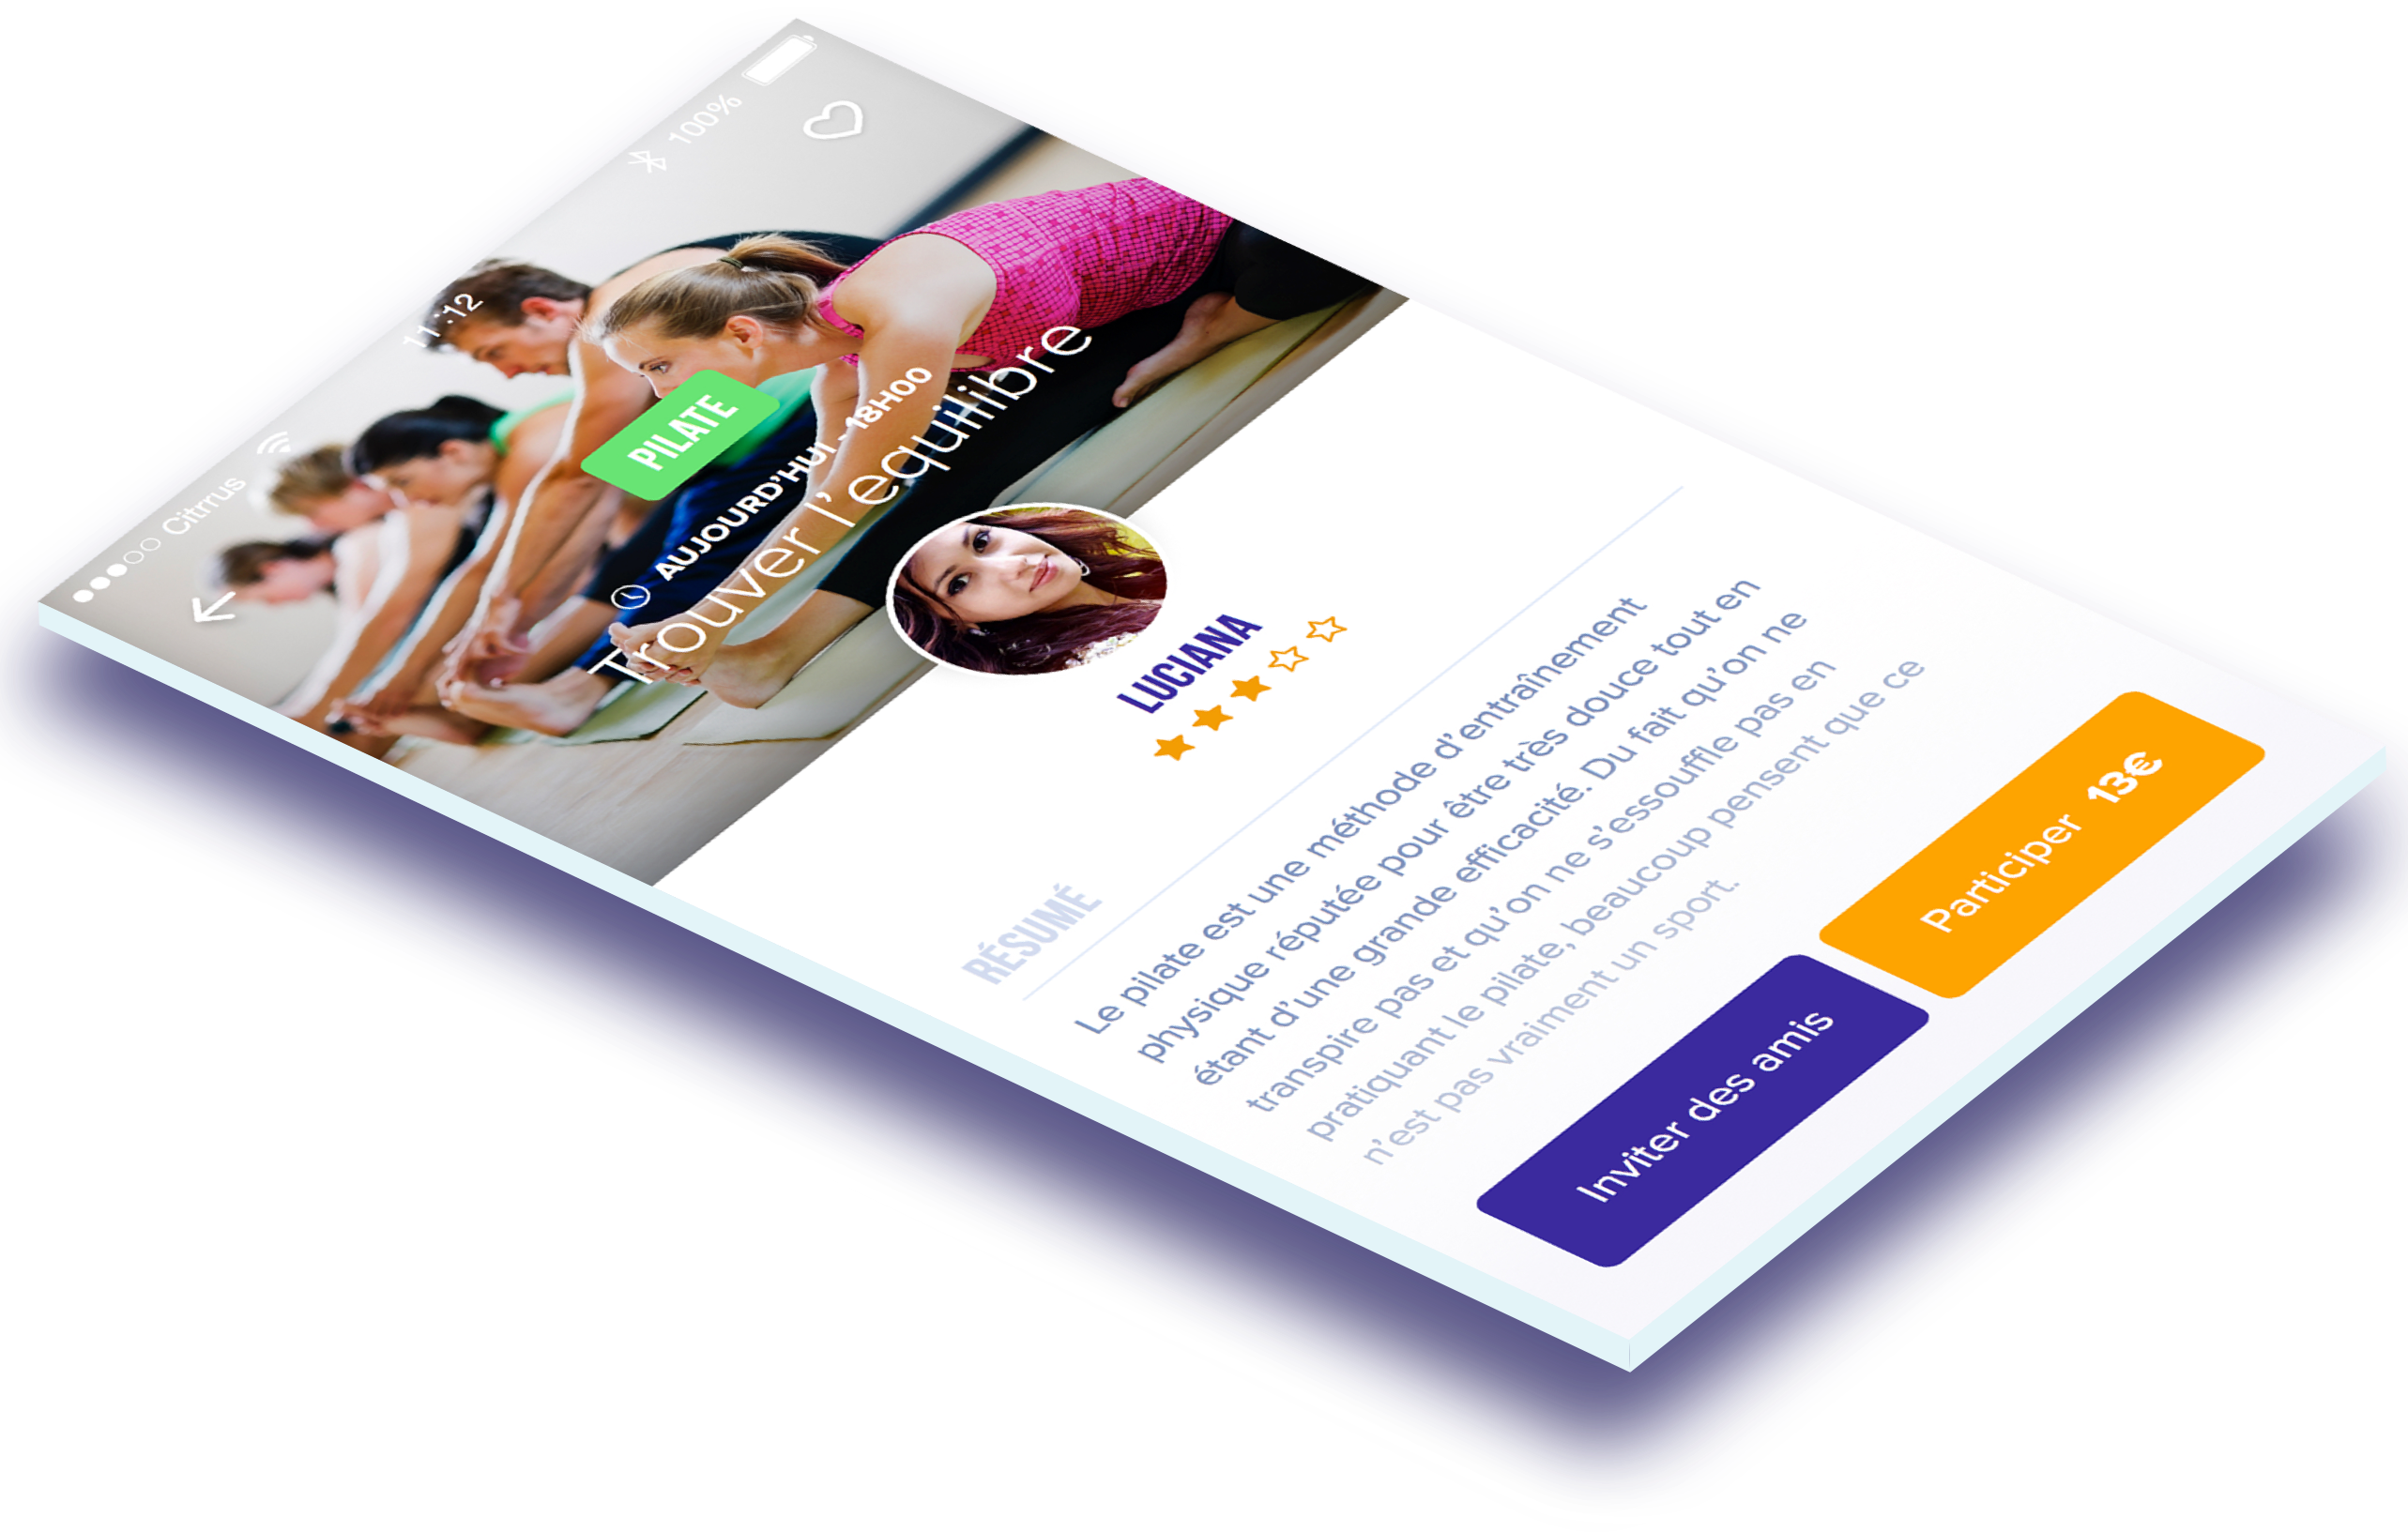 Citrrus
11:12
100%
PILATE
AUJOURD'HUI - 18H00
Trouver l'equilibre
LUCIANA
RÉSUMÉ
Le pilate est une méthode d'entraînement
physique réputée pour être très douce tout en
étant d'une grande efficacité. Du fait qu'on ne
transpire pas et qu'on ne s'essouffle pas en
pratiquant le pilate, beaucoup pensent que ce
n'est pas vraiment un sport.
Inviter des amis
Participer 13€